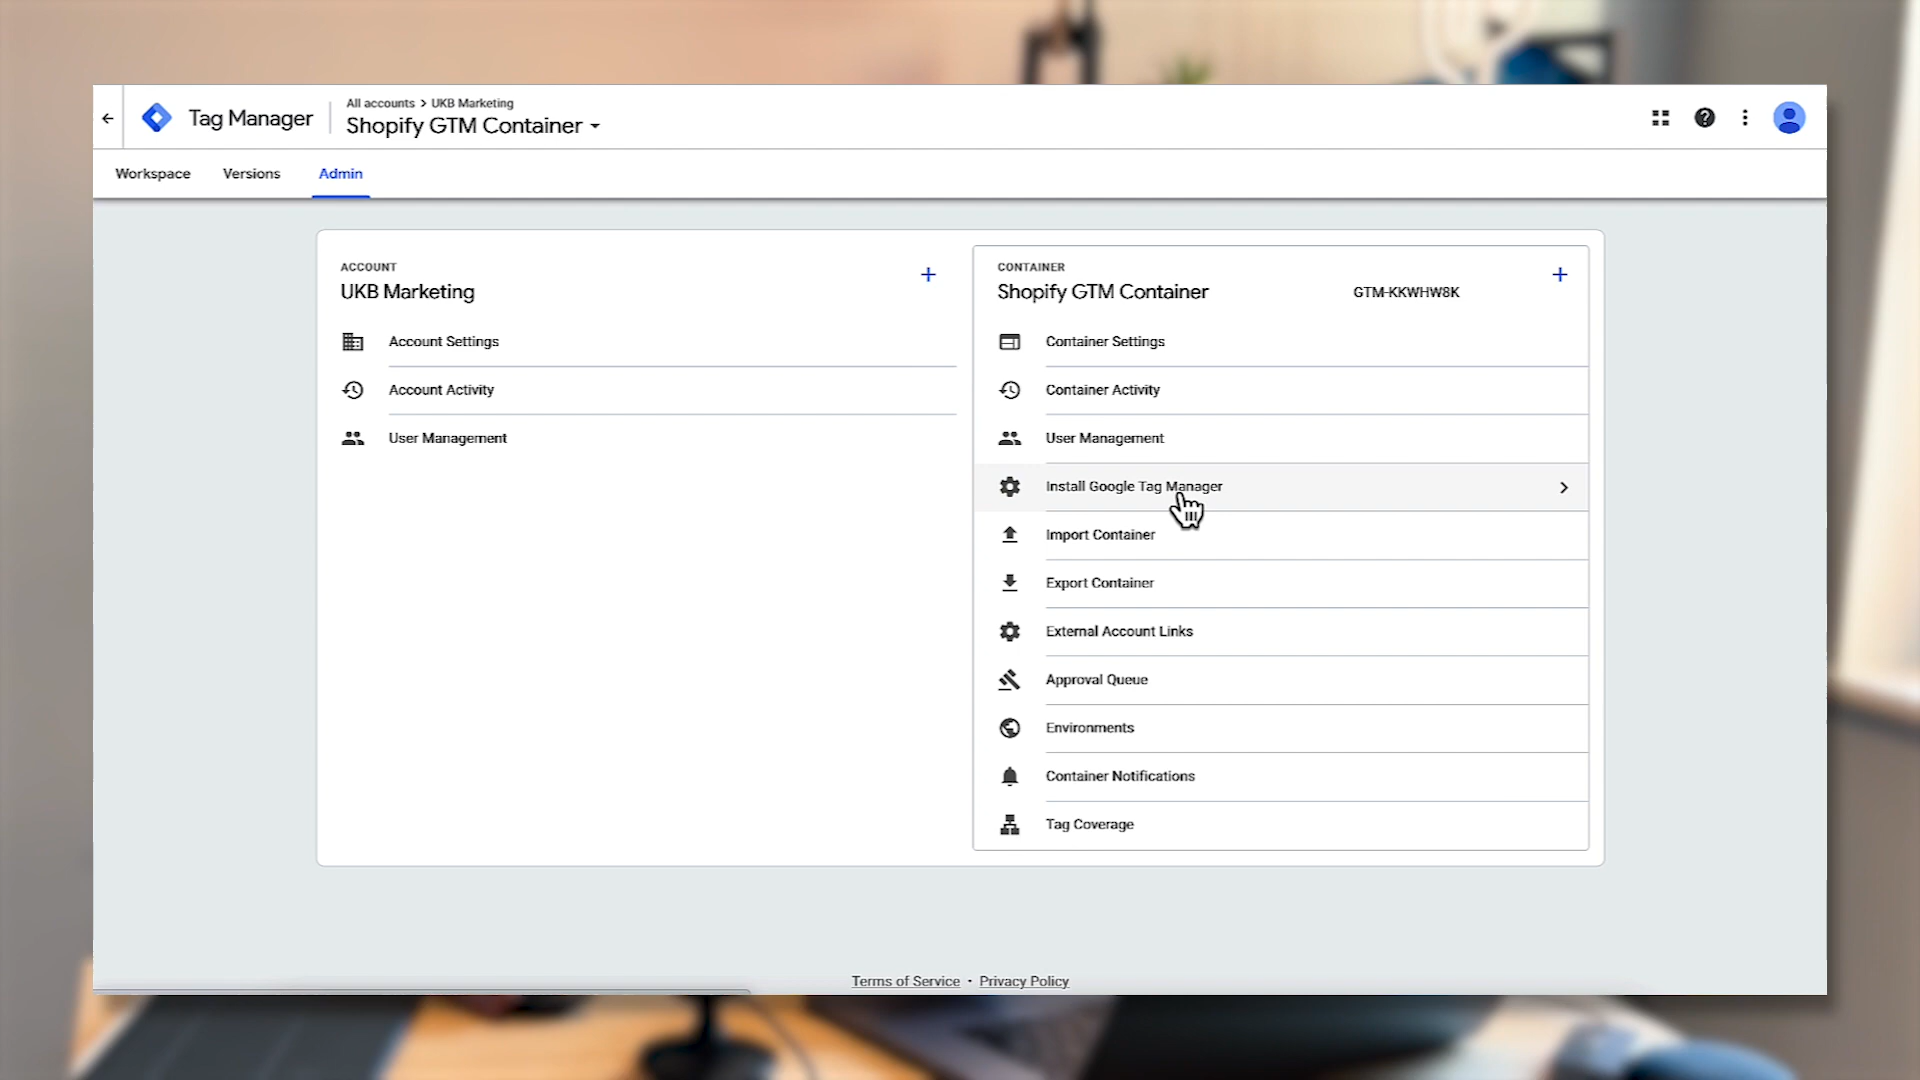 Tag Manager
All accounts > UKB Marketing
Shopify GTM Container
Workspace
Versions
Admin
ACCOUNT
UKB Marketing
Account Settings
Account Activity
User Management
CONTAINER
Shopify GTM Container
GTM-KKWHW8K
Container Settings
Container Activity
User Management
Install Google Tag Manager
Import Container
Export Container
External Account Links
Approval Queue
Environments
Container Notifications
Tag Coverage
Terms of Service · Privacy Policy